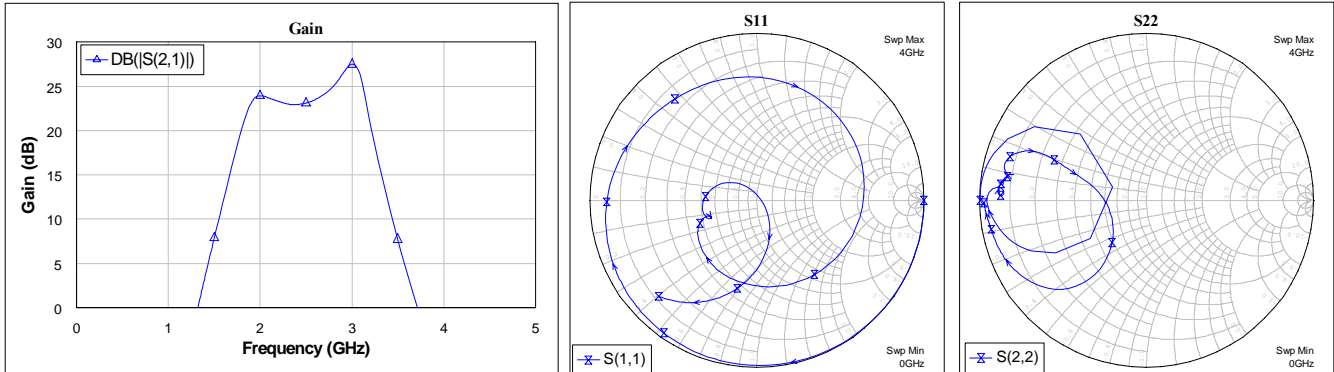 Gain
DB(|S(2,1)|)
Gain (dB)
30
25
20
15
10
5
0
0 1 2 3 4 5
Frequency (GHz)
S11
Swp Max
4GHz
Swp Min
0GHz
S(1,1)
S22
Swp Max
4GHz
Swp Min
0GHz
S(2,2)